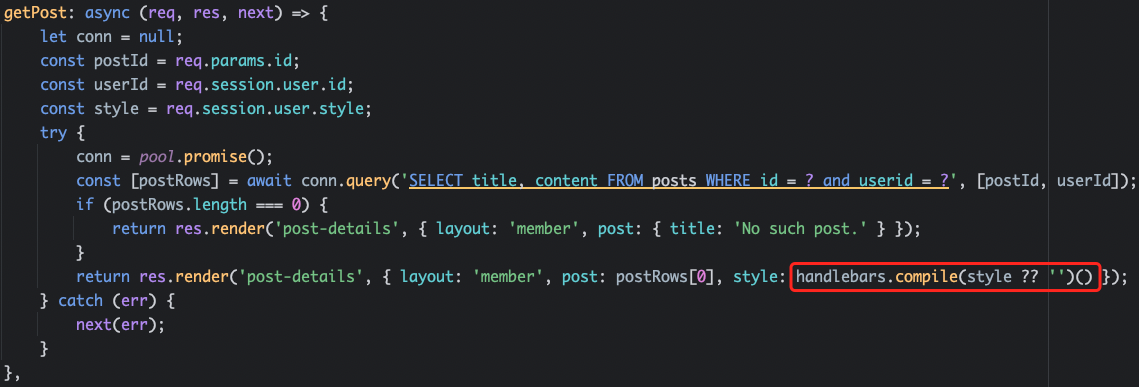 getPost: async (req, res, next) => {
    let conn = null;
    const postId = req.params.id;
    const userId = req.session.user.id;
    const style = req.session.user.style;
    try {
        conn = pool.promise();
        const [postRows] = await conn.query('SELECT title, content FROM posts WHERE id = ? and userid = ?', [postId, userId]);
        if (postRows.length === 0) {
            return res.render('post-details', { layout: 'member', post: { title: 'No such post.' } });
        }
        return res.render('post-details', { layout: 'member', post: postRows[0], style: handlebars.compile(style ?? '')() });
    } catch (err) {
        next(err);
    }
},